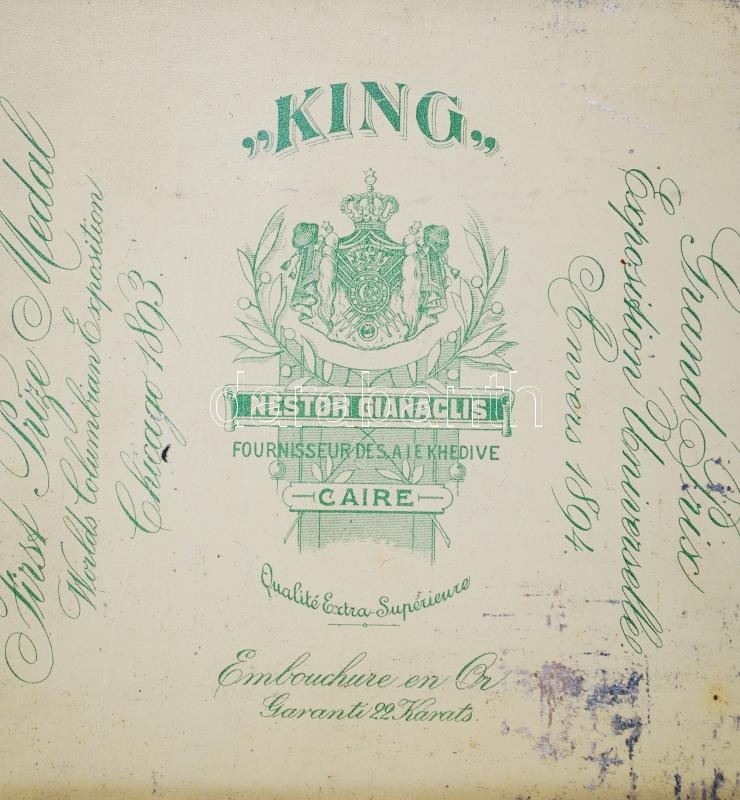 First Prize Medal
Worlds Columbian Exposition
Chicago 1893.
„KING„
NESTOR GIANACLIS
FOURNISSEUR DE S.A I E KHEDIVE
CAIRE
Qualité Extra-Supérieure
Embouchure en Or
Garanti 22 Karats.
Grand Prix
Exposition Universelle
Anvers 1894.
darabanth